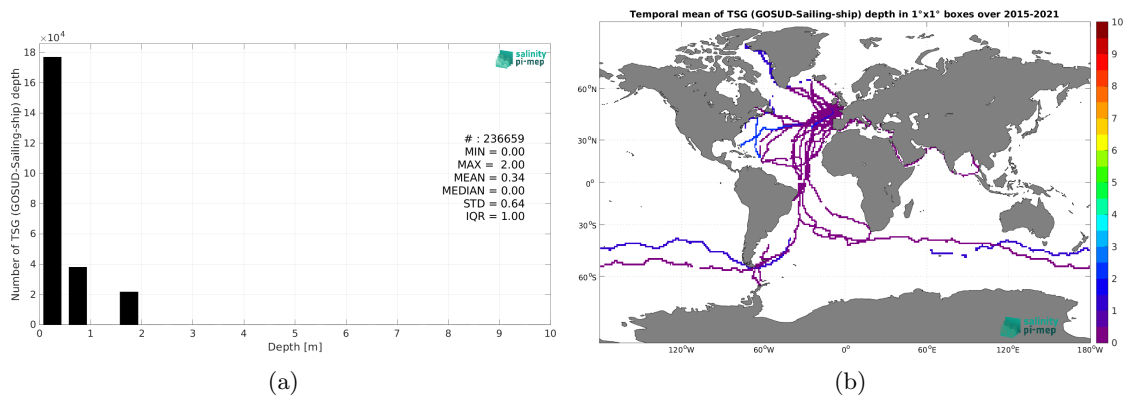 ×10⁴
18
16
14
12
10
8
6
4
2
0
Number of TSG (GOSUD-Sailing-ship) depth
salinity
pi-mep
# : 236659
MIN = 0.00
MAX = 2.00
MEAN = 0.34
MEDIAN = 0.00
STD = 0.64
IQR = 1.00
0 1 2 3 4 5 6 7 8 9 10
Depth [m]
(a)
Temporal mean of TSG (GOSUD-Sailing-ship) depth in 1°x1° boxes over 2015-2021
60°N
30°N
0°
30°S
60°S
120°W 60°W 0° 60°E 120°E 180°W
salinity
pi-mep
10
9
8
7
6
5
4
3
2
1
0
(b)